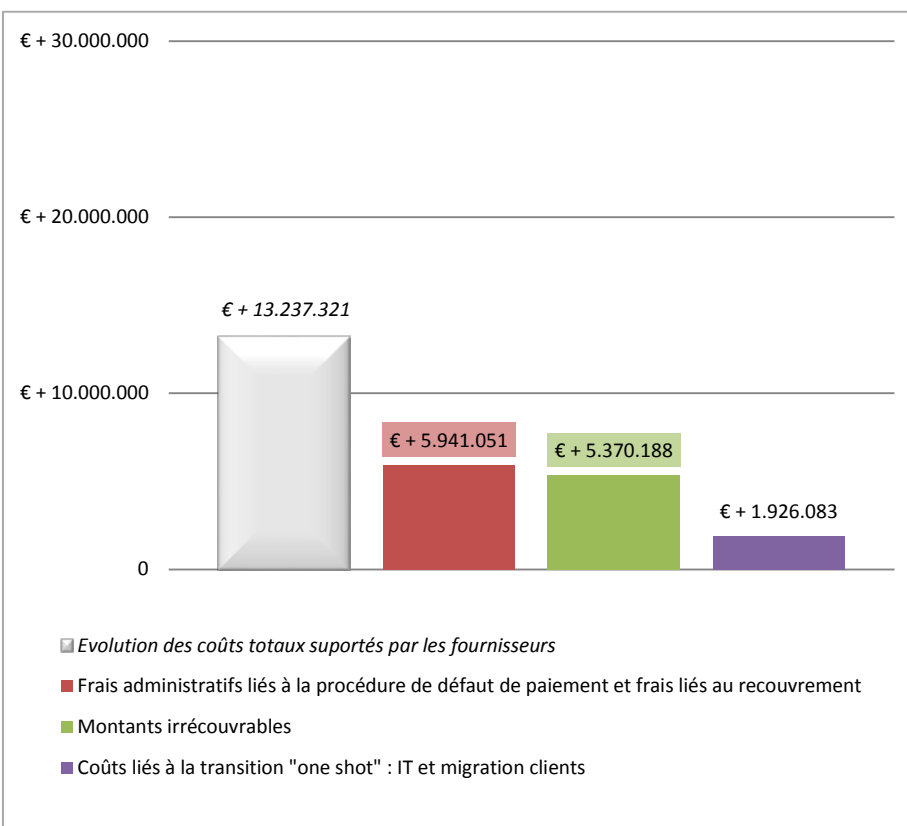 € + 30.000.000
€ + 20.000.000
€ + 13.237.321
€ + 10.000.000
€ + 5.941.051
€ + 5.370.188
€ + 1.926.083
0
Evolution des coûts totaux suportés par les fournisseurs
Frais administratifs liés à la procédure de défaut de paiement et frais liés au recouvrement
Montants irrécouvrables
Coûts liés à la transition "one shot" : IT et migration clients